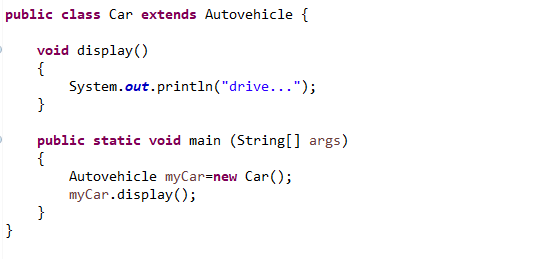 public class Car extends Autovehicle {
void display()
{
System.out.println("drive...");
}
public static void main (String[] args)
{
Autovehicle myCar=new Car();
myCar.display();
}
}